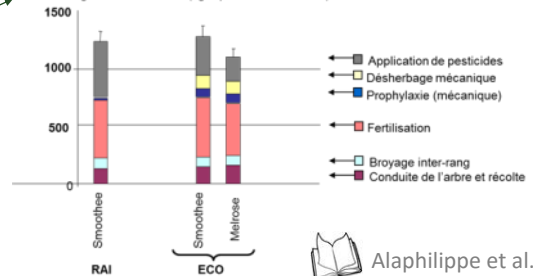 1500
1000
500
0
Application de pesticides
Désherbage mécanique
Prophylaxie (mécanique)
Fertilisation
Broyage inter-rang
Conduite de l'arbre et récolte
Smoothee
Smoothee
Melrose
RAI
ECO
Alaphilippe et al.